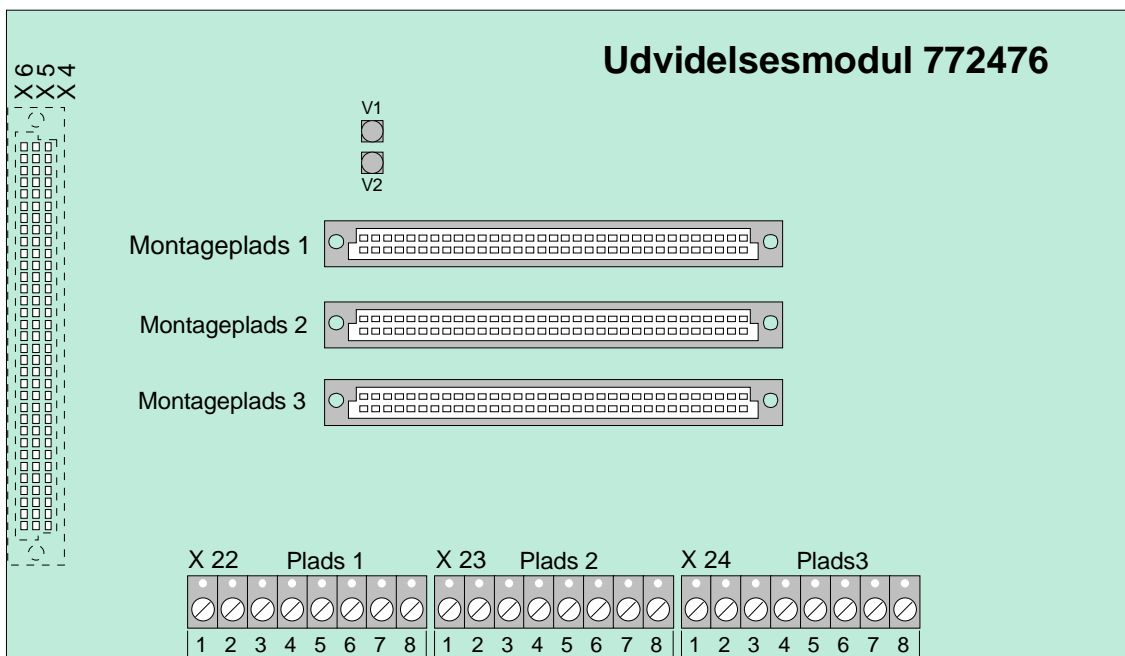 Udvidelsesmodul 772476
X 6
X 5
X 4
V1
V2
Montageplads 1
Montageplads 2
Montageplads 3
X 22 Plads 1 X 23 Plads 2 X 24 Plads3
1 2 3 4 5 6 7 8 1 2 3 4 5 6 7 8 1 2 3 4 5 6 7 8